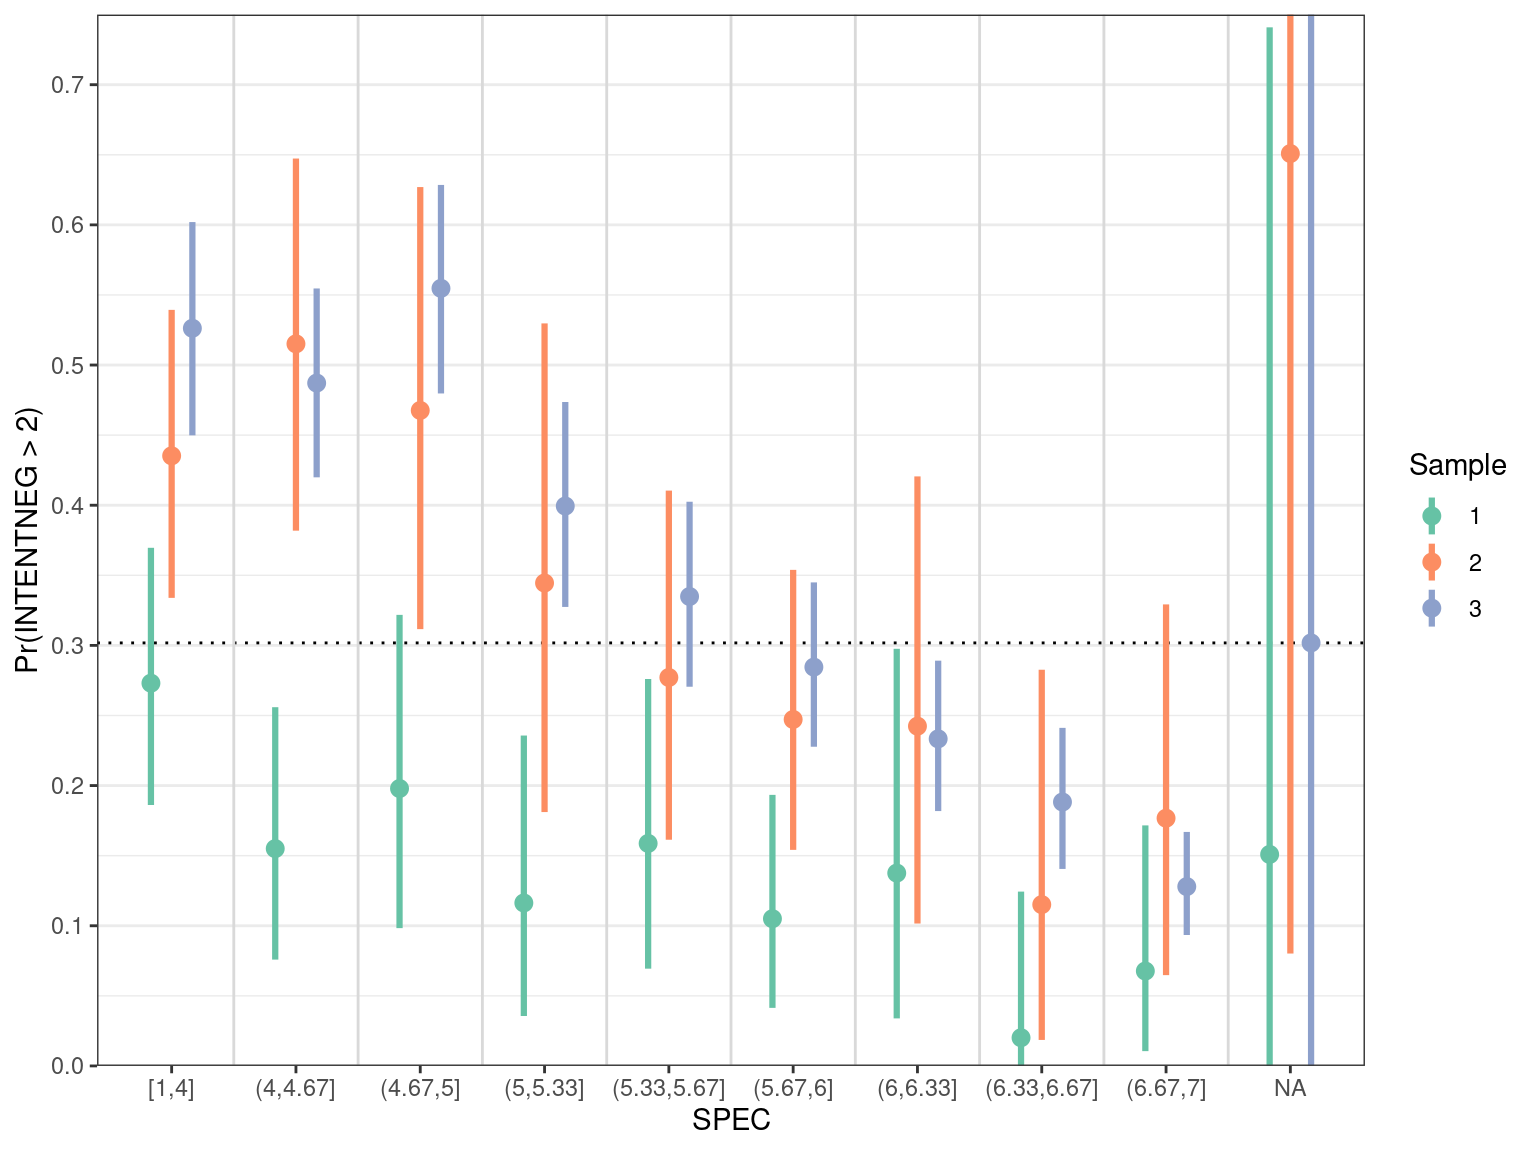 0.7
0.6
0.5
0.4
0.3
0.2
0.1
0.0
Pr(INTENTNEG > 2)
[1,4] (4,4.67] (4.67,5] (5,5.33] (5.33,5.67] (5.67,6] (6,6.33] (6.33,6.67] (6.67,7] NA
SPEC
Sample
1
2
3